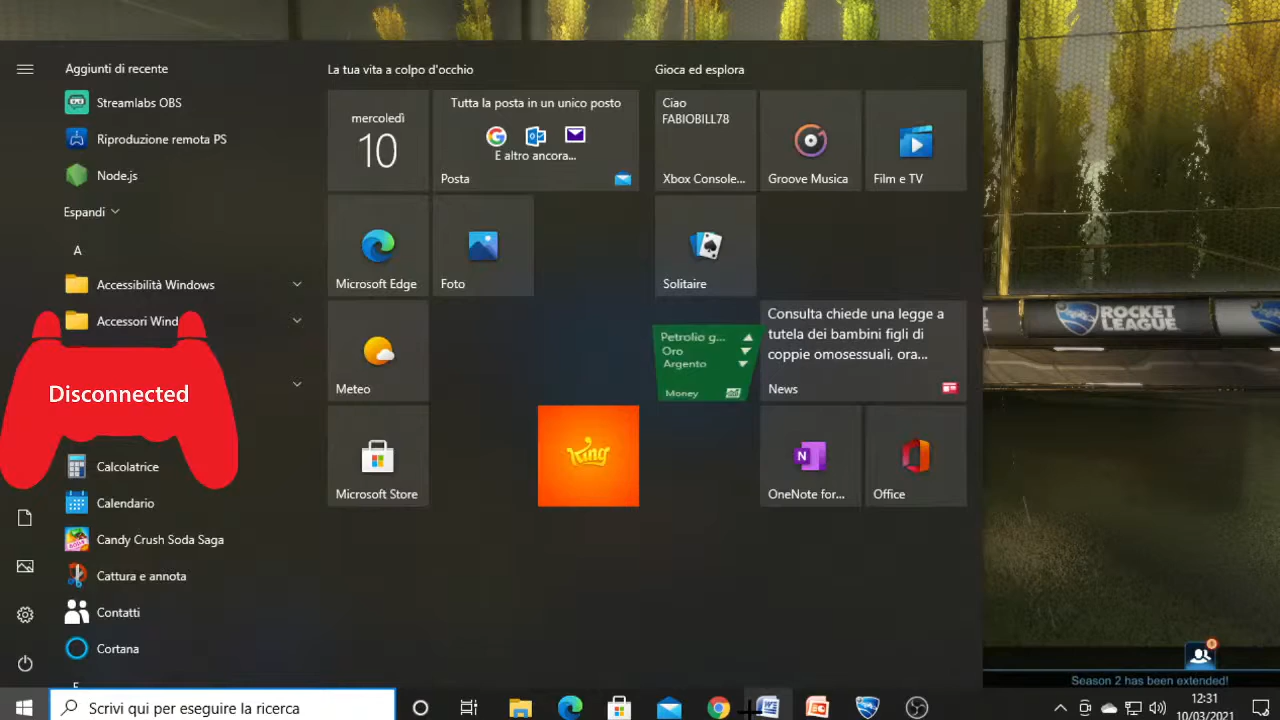 Aggiunti di recente
Streamlabs OBS
Riproduzione remota PS
Node.js
Espandi
A
Accessibilità Windows
Accessori Wind
Disconnected
Calcolatrice
Calendario
Candy Crush Soda Saga
Cattura e annota
Contatti
Cortana
La tua vita a colpo d'occhio
mercoledì
10
Tutta la posta in un unico posto
E altro ancora...
Posta
Microsoft Edge
Foto
Meteo
Microsoft Store
King
Gioca ed esplora
Ciao
FABIOBILL78
Xbox Console...
Groove Musica
Film e TV
Solitaire
Petrolio g...
Oro
Argento
Money
Consulta chiede una legge a
tutela dei bambini figli di
coppie omosessuali, ora...
News
OneNote for...
Office
ROCKET
LEAGUE
Season 2 has been extended!
Scrivi qui per eseguire la ricerca
12:31
10/03/2021